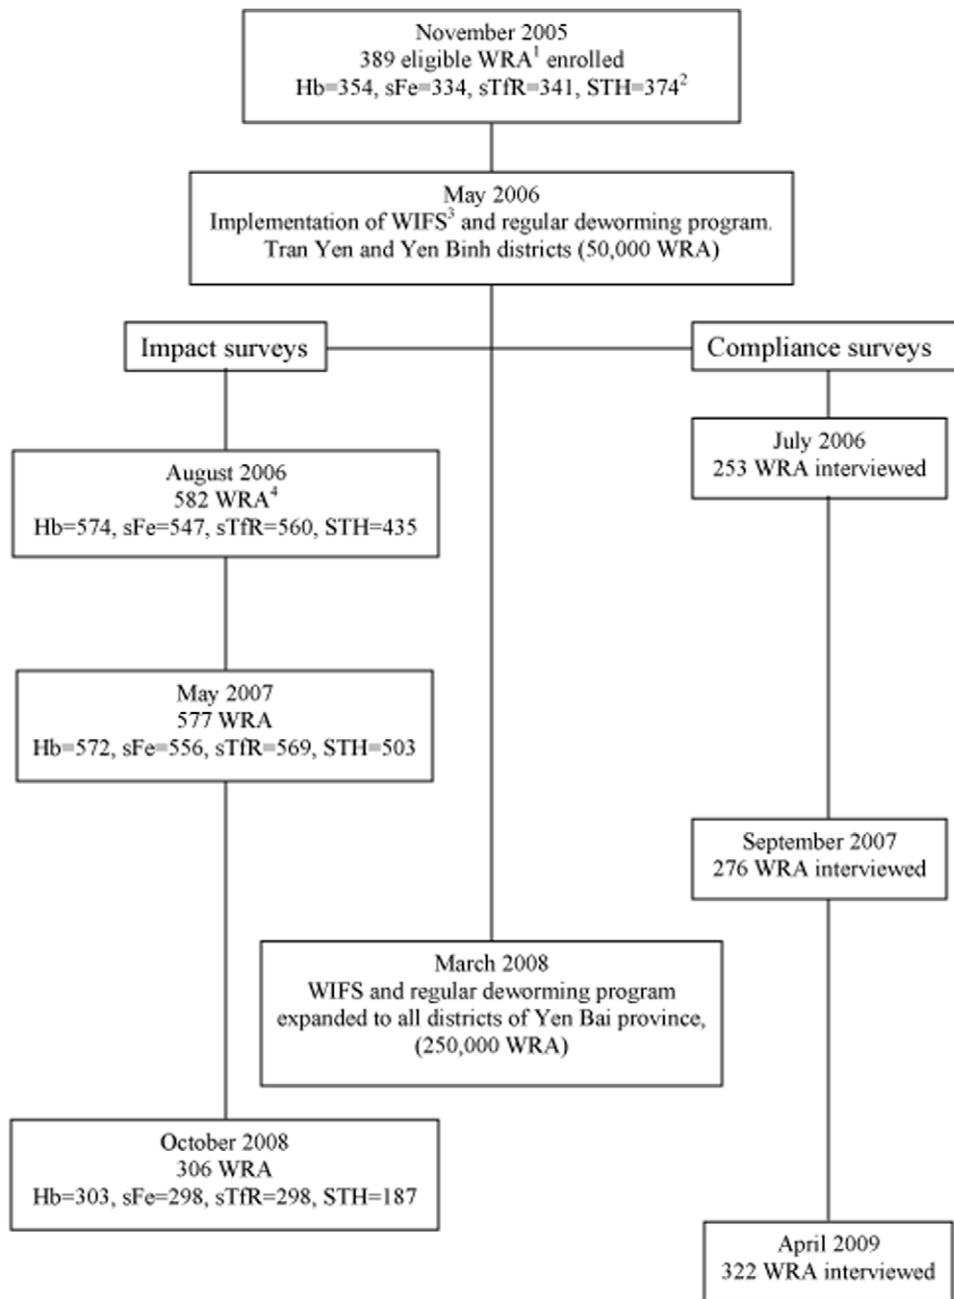 November 2005
389 eligible WRA¹ enrolled
Hb=354, sFe=334, sTfR=341, STH=374²
May 2006
Implementation of WIFS³ and regular deworming program.
Tran Yen and Yen Binh districts (50,000 WRA)
Impact surveys
Compliance surveys
July 2006
253 WRA interviewed
August 2006
582 WRA⁴
Hb=574, sFe=547, sTfR=560, STH=435
May 2007
577 WRA
Hb=572, sFe=556, sTfR=569, STH=503
September 2007
276 WRA interviewed
March 2008
WIFS and regular deworming program
expanded to all districts of Yen Bai province,
(250,000 WRA)
October 2008
306 WRA
Hb=303, sFe=298, sTfR=298, STH=187
April 2009
322 WRA interviewed